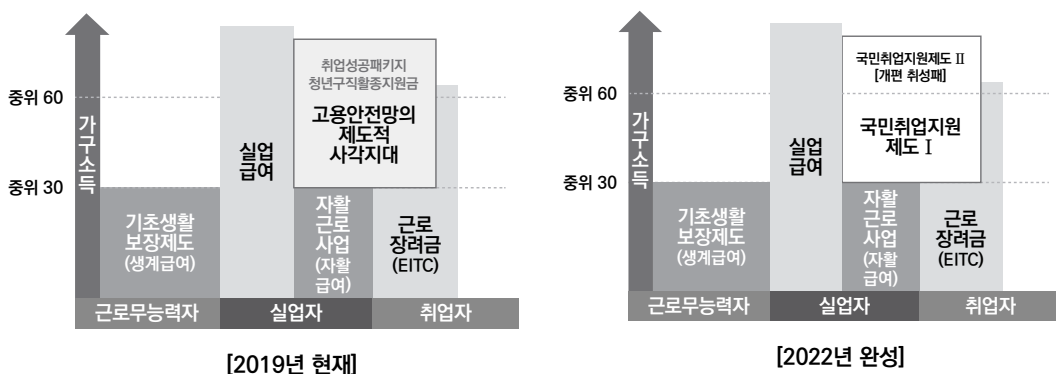 중위 60
중위 30
가구소득
취업성공패키지
청년구직활종지원금
고용안전망의
제도적
사각지대
실업
급여
기초생활
보장제도
(생계급여)
자활
근로
사업
(자활
급여)
근로
장려금
(EITC)
근로무능력자
실업자
취업자
[2019년 현재]
중위 60
중위 30
가구소득
국민취업지원제도 Ⅱ
[개편 취성패]
국민취업지원
제도 Ⅰ
실업
급여
기초생활
보장제도
(생계급여)
자활
근로
사업
(자활
급여)
근로
장려금
(EITC)
근로무능력자
실업자
취업자
[2022년 완성]